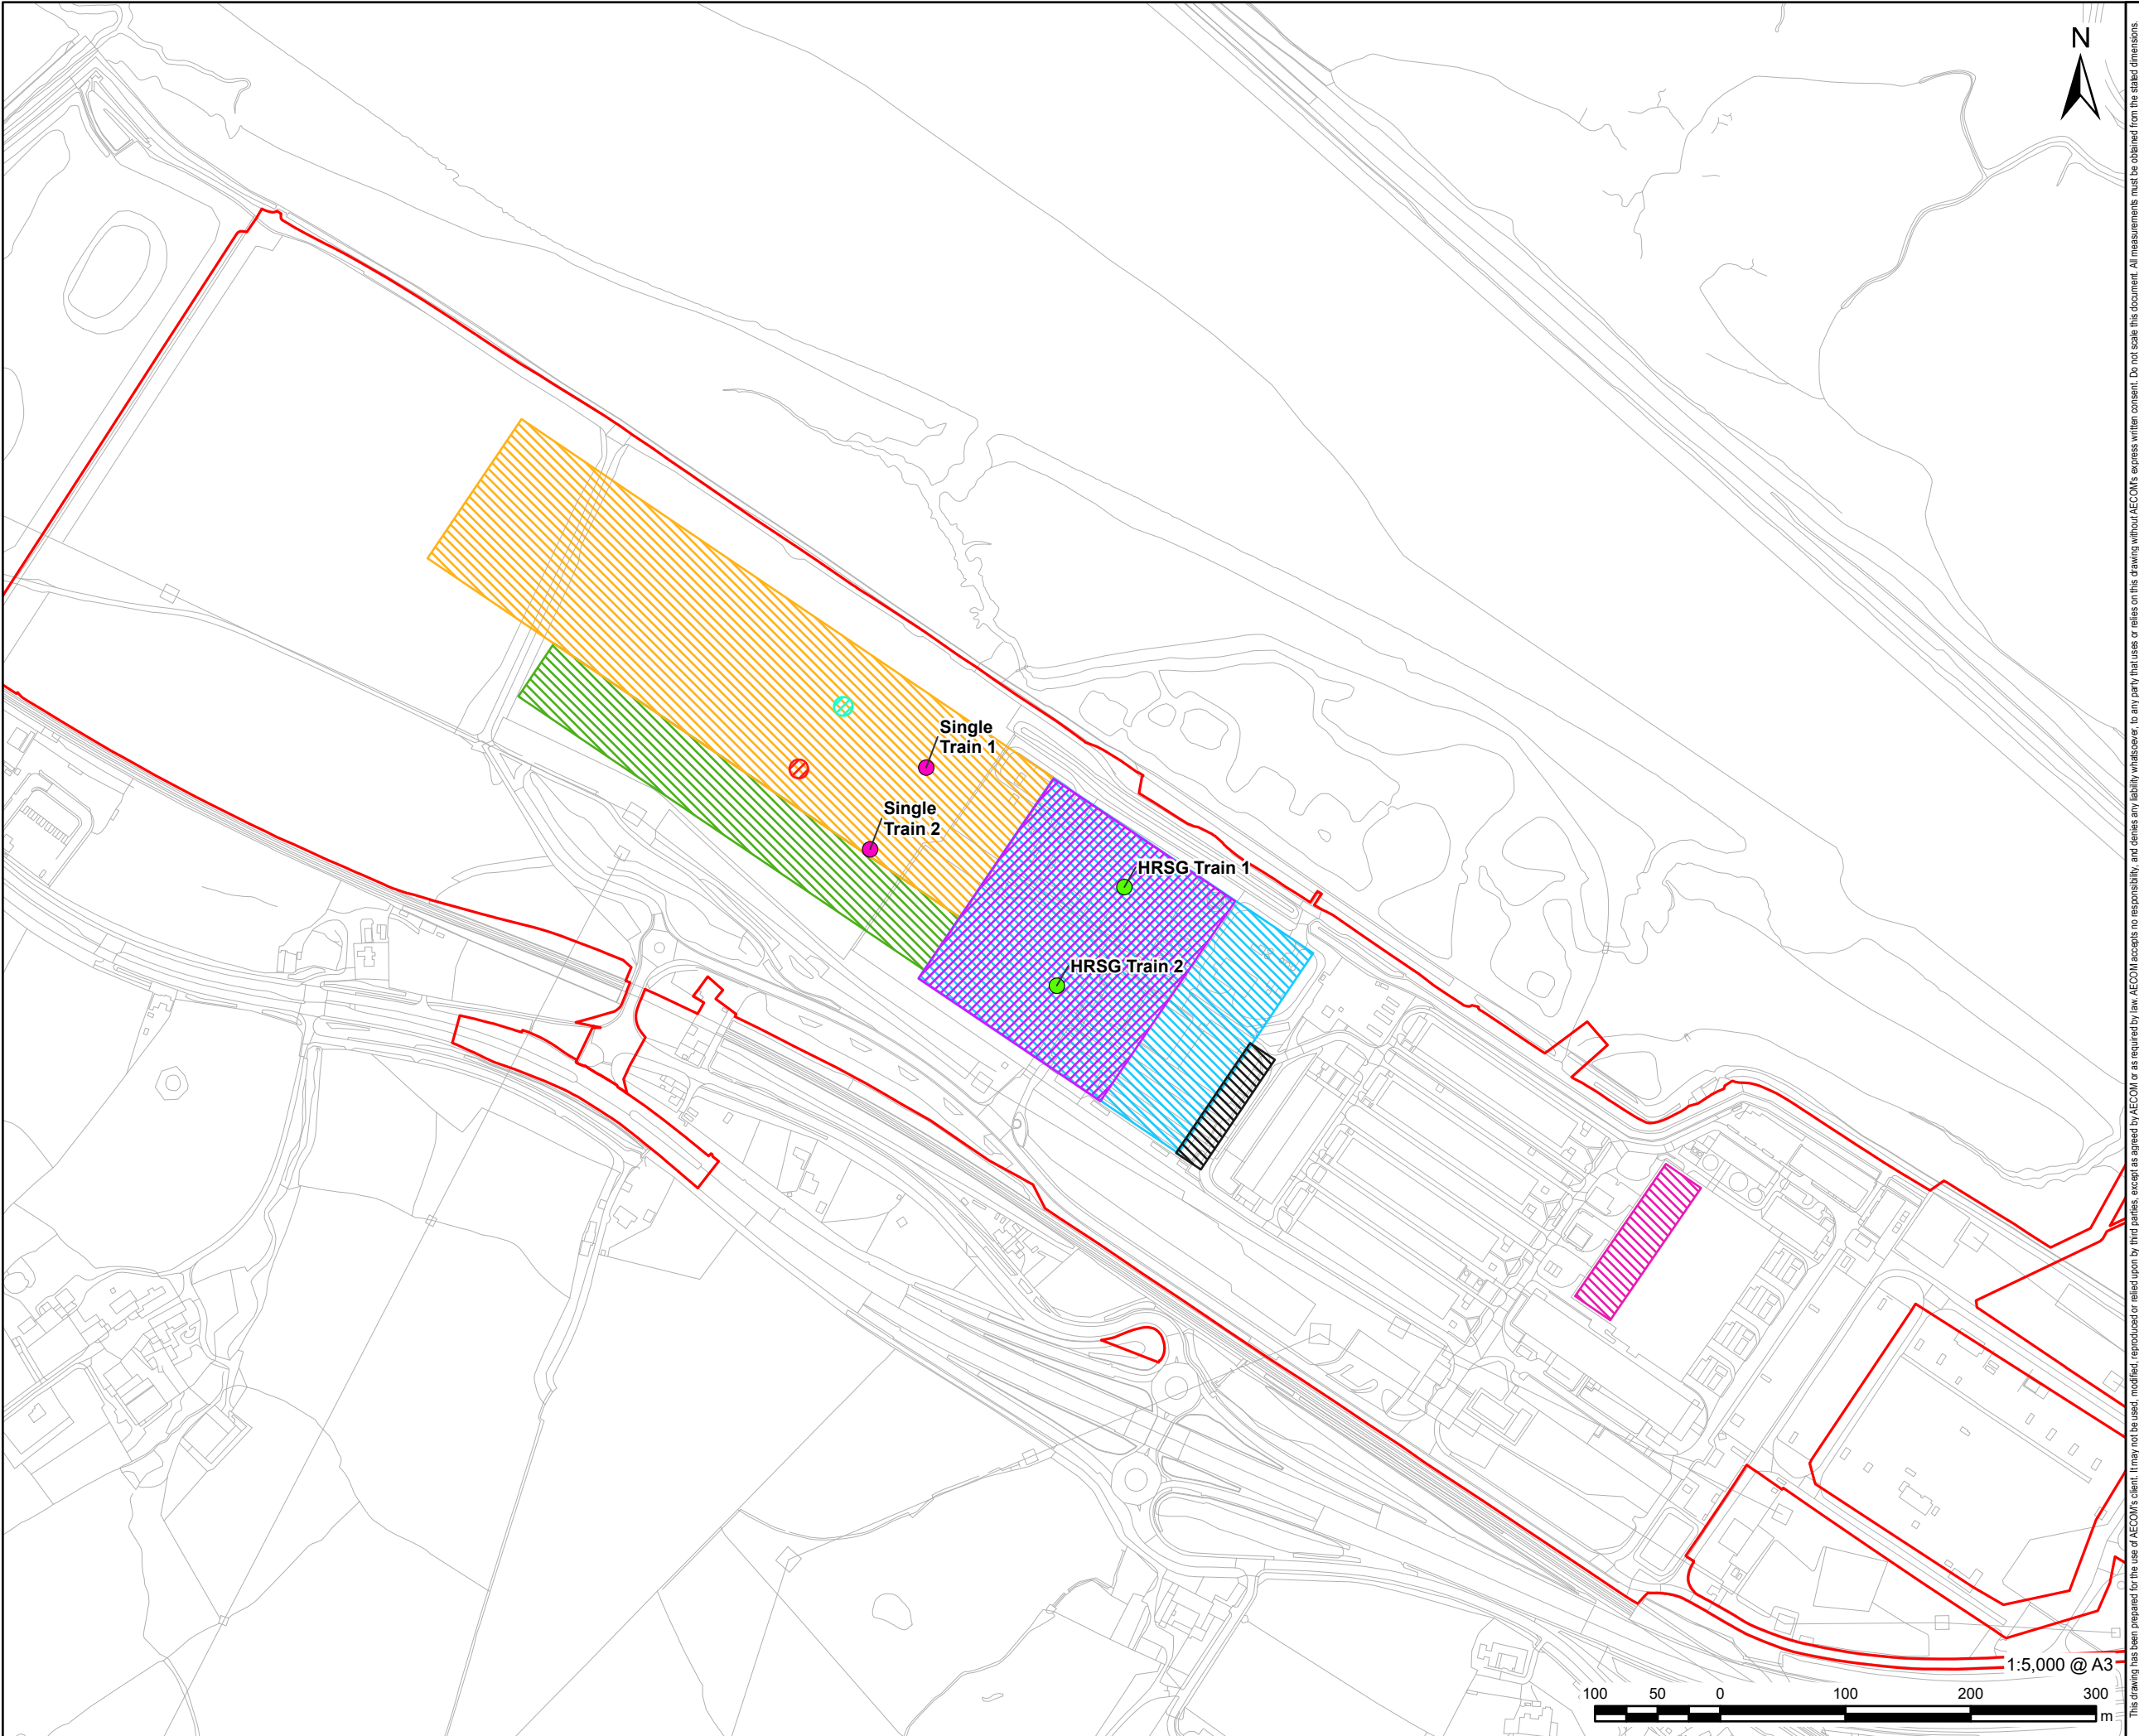 N
Single
Train 1
Single
Train 2
HRSG Train 1
HRSG Train 2
1:5,000 @ A3
100 50 0 100 200 300
m
This drawing has been prepared for the use of AECOM's client. It may not be used, modified, reproduced or relied upon by third parties, except as agreed by AECOM or as required by law. AECOM accepts no responsibility, and denies any liability whatsoever, to any party that uses or relies on this drawing without AECOM's express written consent. Do not scale this document. All measurements must be obtained from the stated dimensions.